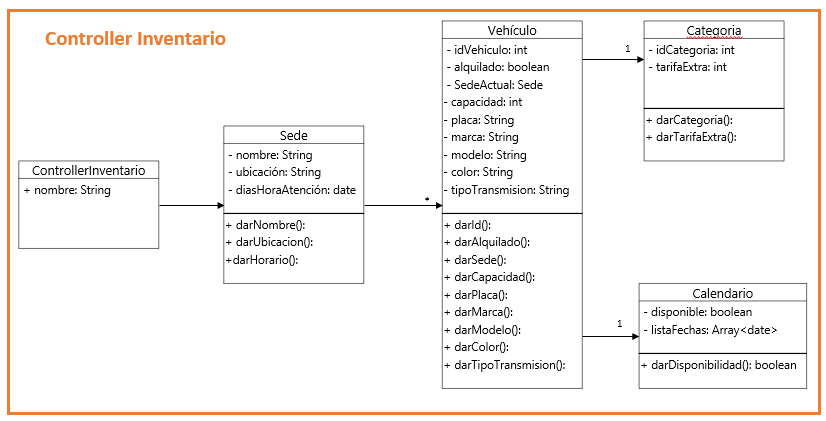 Controller Inventario
ControllerInventario
+ nombre: String
Sede
- nombre: String
- ubicación: String
- diasHoraAtención: date
+ darNombre():
+ darUbicacion():
+darHorario():
*
Vehículo
- idVehiculo: int
- alquilado: boolean
- SedeActual: Sede
- capacidad: int
- placa: String
- marca: String
- modelo: String
- color: String
- tipoTransmision: String
+ darId():
+ darAlquilado():
+ darSede():
+ darCapacidad():
+ darPlaca():
+ darMarca():
+ darModelo():
+ darColor():
+ darTipoTransmision():
1
Categoria
- idCategoria: int
- tarifaExtra: int
+ darCategoria():
+ darTarifaExtra():
1
Calendario
- disponible: boolean
- listaFechas: Array<date>
+ darDisponibilidad(): boolean